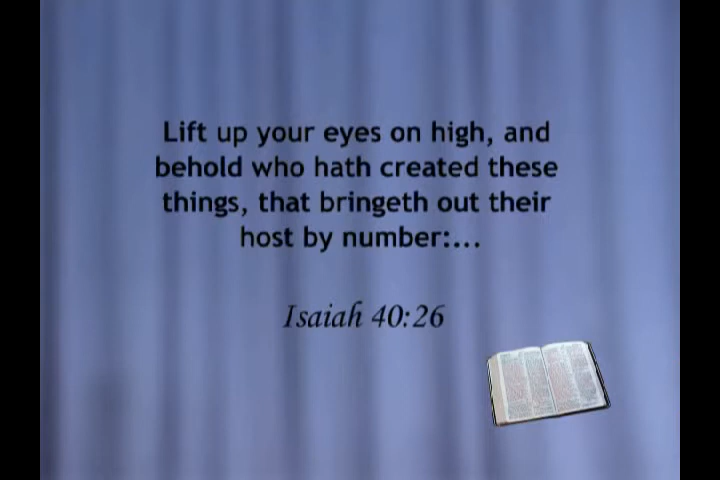 Lift up your eyes on high, and
behold who hath created these
things, that bringeth out their
host by number:...
Isaiah 40:26